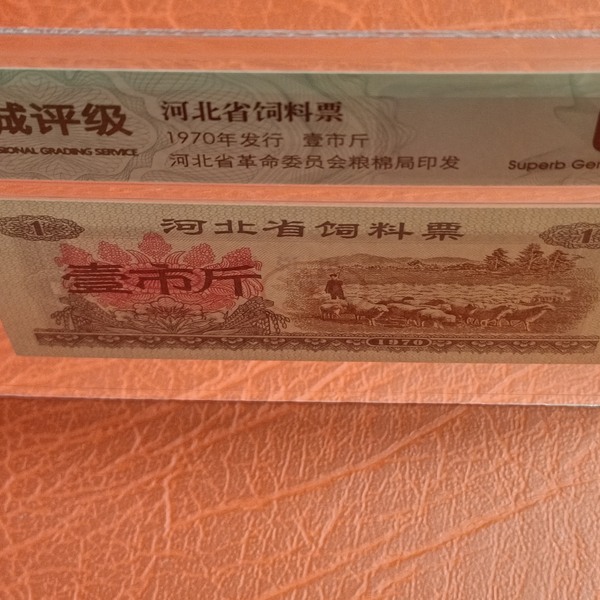 诚评级
SIONAL GRADING SERVICE
河北省饲料票
1970年发行 壹市斤
河北省革命委员会粮棉局印发
Superb Gem
1 河北省饲料票 1
壹市斤
1970